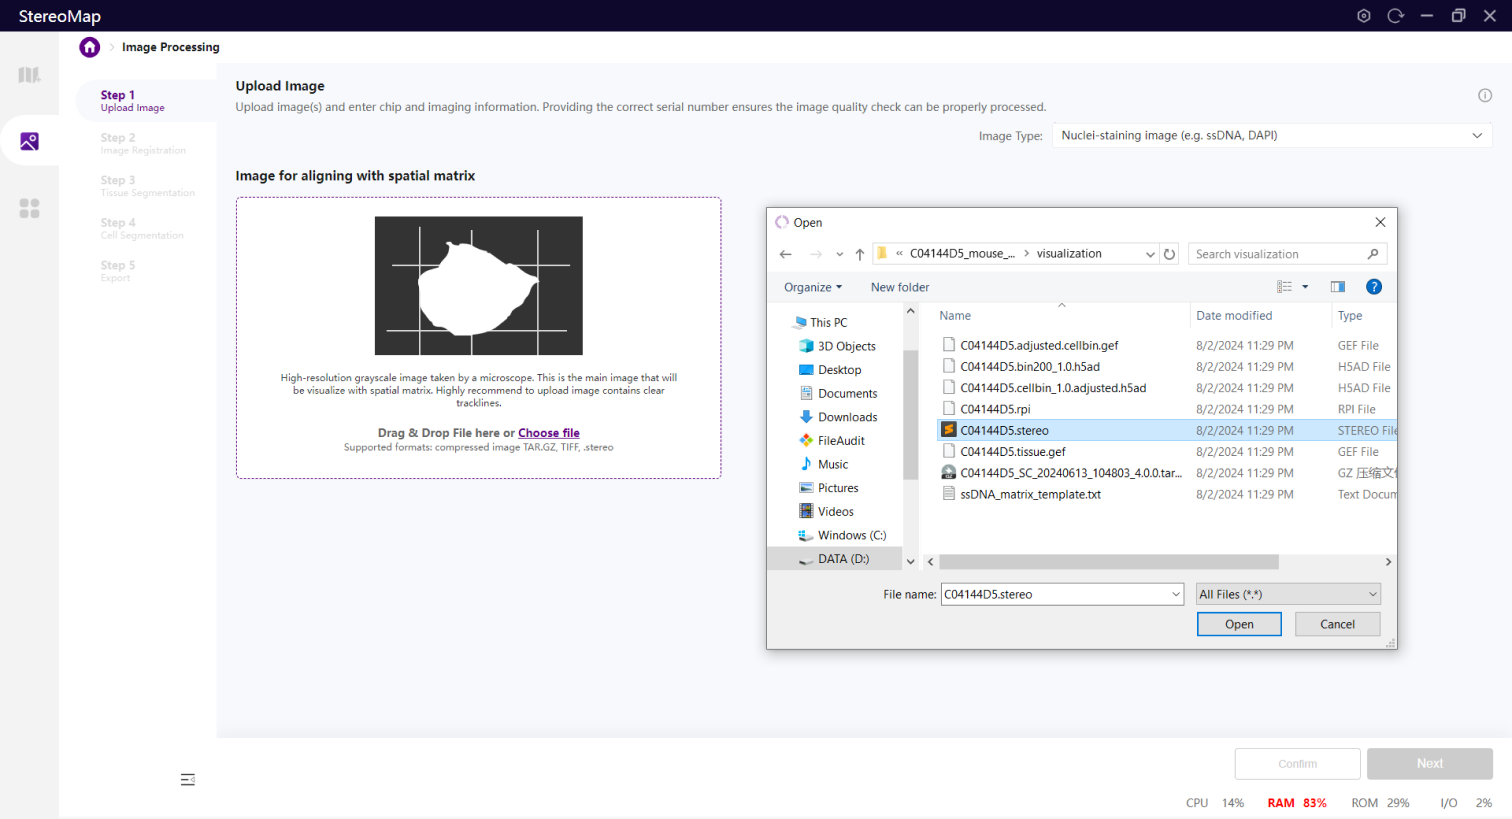 StereoMap
Image Processing
Step 1
Upload Image
Step 2
Image Registration
Step 3
Tissue Segmentation
Step 4
Cell Segmentation
Step 5
Export
Upload Image
Upload image(s) and enter chip and imaging information. Providing the correct serial number ensures the image quality check can be properly processed.
Image Type: Nuclei-staining image (e.g. ssDNA, DAPI)
Image for aligning with spatial matrix
High-resolution grayscale image taken by a microscope. This is the main image that will
be visualize with spatial matrix. Highly recommend to upload image contains clear
tracklines.
Drag & Drop File here or Choose file
Supported formats: compressed image TAR.GZ, TIFF, .stereo
Open
« C04144D5_mouse_... > visualization
Search visualization
Organize
New folder
This PC
3D Objects
Desktop
Documents
Downloads
FileAudit
Music
Pictures
Videos
Windows (C:)
DATA (D:)
Name Date modified Type
C04144D5.adjusted.cellbin.gef 8/2/2024 11:29 PM GEF File
C04144D5.bin200_1.0.h5ad 8/2/2024 11:29 PM H5AD File
C04144D5.cellbin_1.0.adjusted.h5ad 8/2/2024 11:29 PM H5AD File
C04144D5.rpi 8/2/2024 11:29 PM RPI File
C04144D5.stereo 8/2/2024 11:29 PM STEREO File
C04144D5.tissue.gef 8/2/2024 11:29 PM GEF File
C04144D5_SC_20240613_104803_4.0.0.tar... 8/2/2024 11:29 PM GZ 压缩文件
ssDNA_matrix_template.txt 8/2/2024 11:29 PM Text Docum
File name: C04144D5.stereo All Files (*.*)
Open Cancel
Confirm Next
CPU 14% RAM 83% ROM 29% I/O 2%